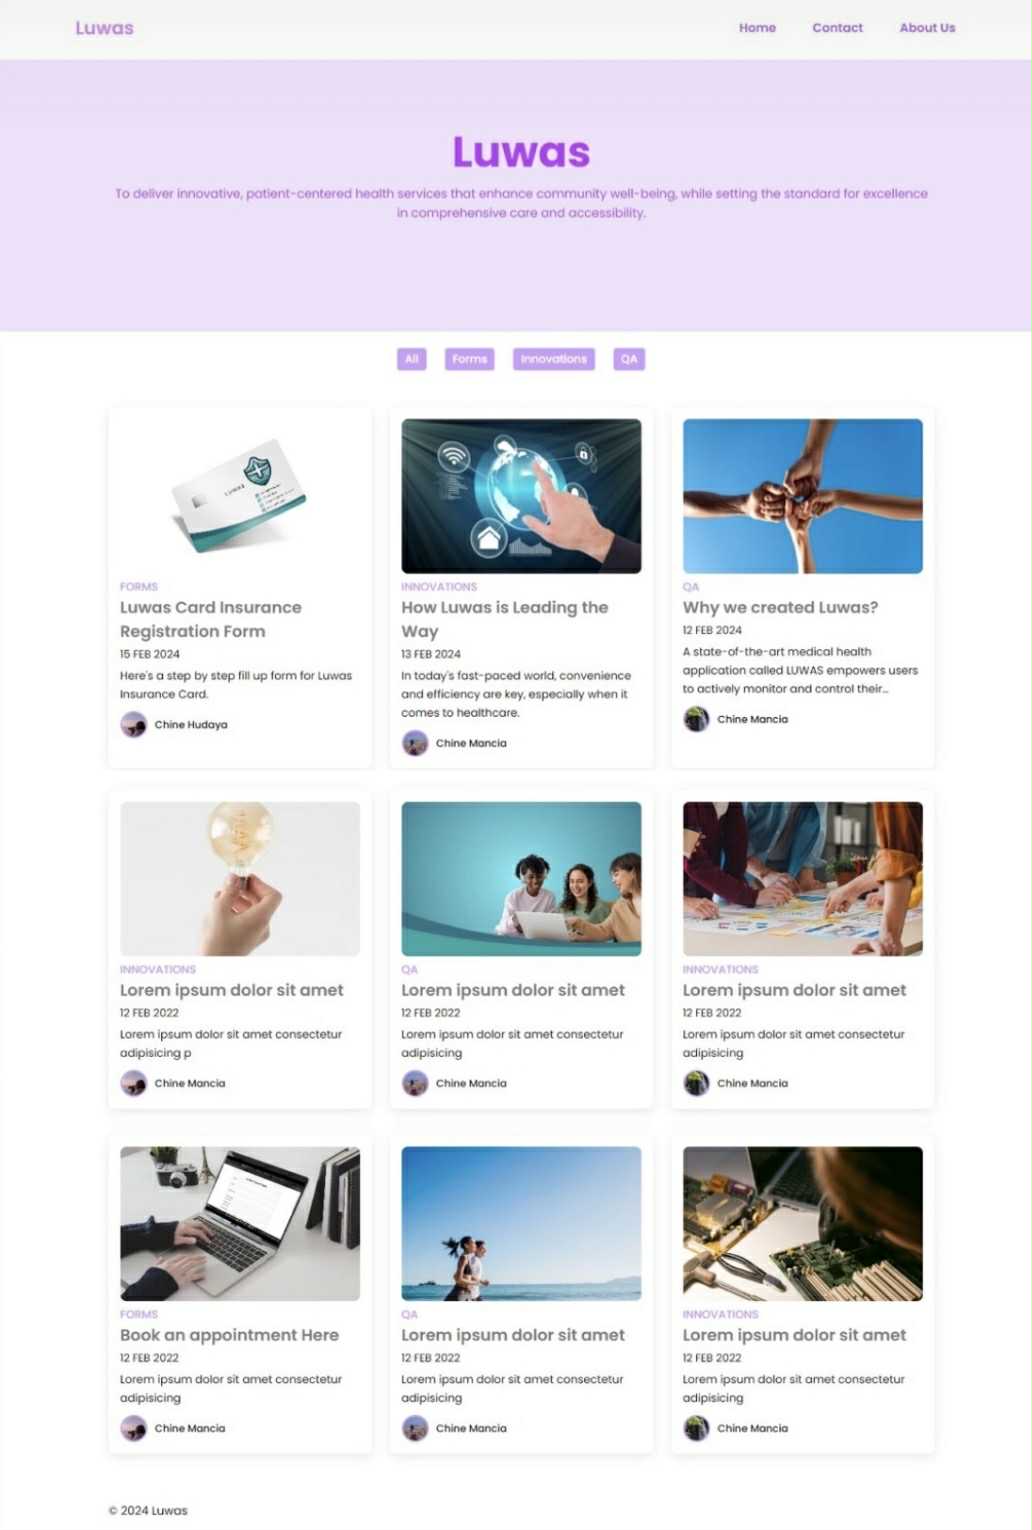 Luwas
Home Contact About Us
Luwas
To deliver innovative, patient-centered health services that enhance community well-being, while setting the standard for excellence
in comprehensive care and accessibility.
All Forms Innovations QA
FORMS
Luwas Card Insurance
Registration Form
15 FEB 2024
Here's a step by step fill up form for Luwas
Insurance Card.
Chine Hudaya
INNOVATIONS
How Luwas is Leading the
Way
13 FEB 2024
In today's fast-paced world, convenience
and efficiency are key, especially when it
comes to healthcare.
Chine Mancia
QA
Why we created Luwas?
12 FEB 2024
A state-of-the-art medical health
application called LUWAS empowers users
to actively monitor and control their...
Chine Mancia
INNOVATIONS
Lorem ipsum dolor sit amet
12 FEB 2022
Lorem ipsum dolor sit amet consectetur
adipisicing p
Chine Mancia
QA
Lorem ipsum dolor sit amet
12 FEB 2022
Lorem ipsum dolor sit amet consectetur
adipisicing
Chine Mancia
INNOVATIONS
Lorem ipsum dolor sit amet
12 FEB 2022
Lorem ipsum dolor sit amet consectetur
adipisicing
Chine Mancia
FORMS
Book an appointment Here
12 FEB 2022
Lorem ipsum dolor sit amet consectetur
adipisicing
Chine Mancia
QA
Lorem ipsum dolor sit amet
12 FEB 2022
Lorem ipsum dolor sit amet consectetur
adipisicing
Chine Mancia
INNOVATIONS
Lorem ipsum dolor sit amet
12 FEB 2022
Lorem ipsum dolor sit amet consectetur
adipisicing
Chine Mancia
© 2024 Luwas